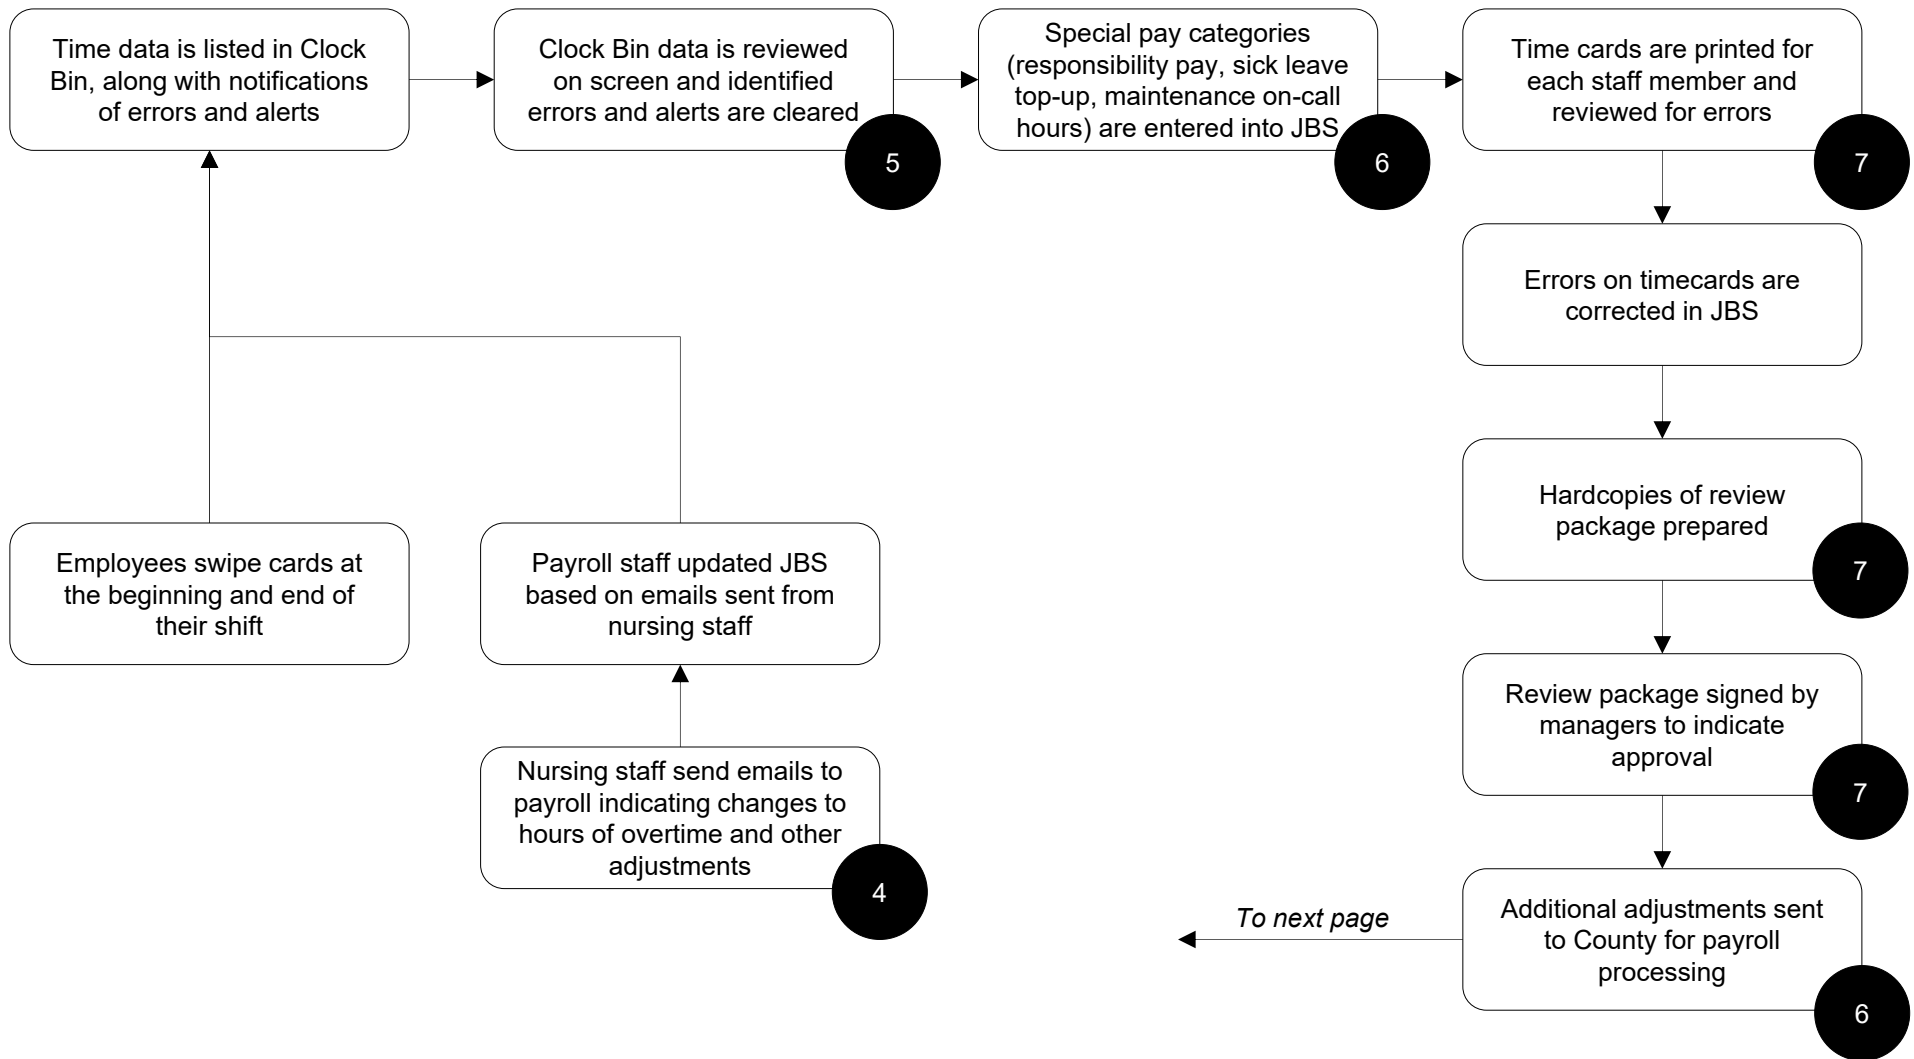 Time data is listed in Clock
Bin, along with notifications
of errors and alerts
Clock Bin data is reviewed
on screen and identified
errors and alerts are cleared
5
Special pay categories
(responsibility pay, sick leave
top-up, maintenance on-call
hours) are entered into JBS
6
Time cards are printed for
each staff member and
reviewed for errors
7
Errors on timecards are
corrected in JBS
Hardcopies of review
package prepared
7
Employees swipe cards at
the beginning and end of
their shift
Payroll staff updated JBS
based on emails sent from
nursing staff
Review package signed by
managers to indicate
approval
7
Nursing staff send emails to
payroll indicating changes to
hours of overtime and other
adjustments
4
To next page
Additional adjustments sent
to County for payroll
processing
6